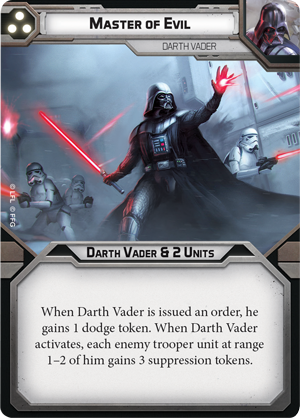 Master of Evil
Darth Vader
© LFL © FFG
Darth Vader & 2 Units
When Darth Vader is issued an order, he
gains 1 dodge token. When Darth Vader
activates, each enemy trooper unit at range
1–2 of him gains 3 suppression tokens.